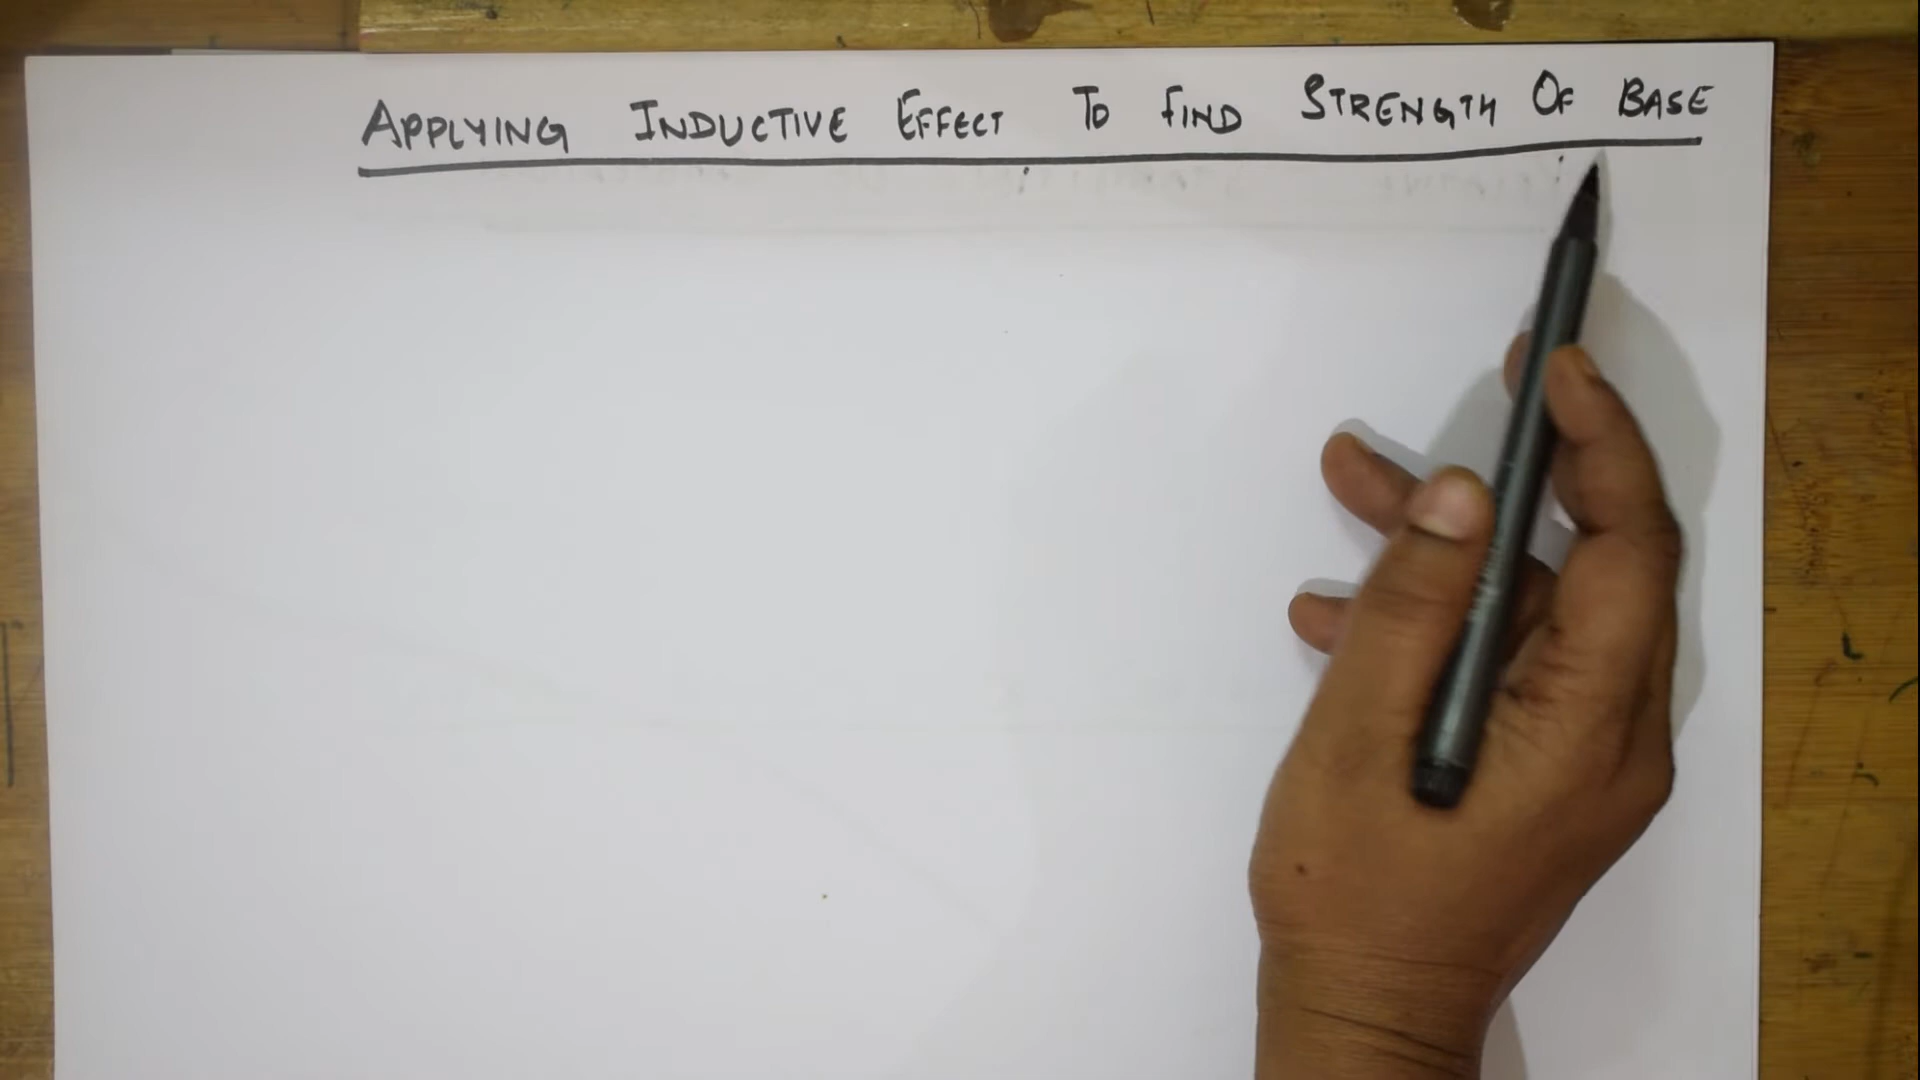 APPLYING INDUCTIVE EFFECT TO FIND STRENGTH OF BASE